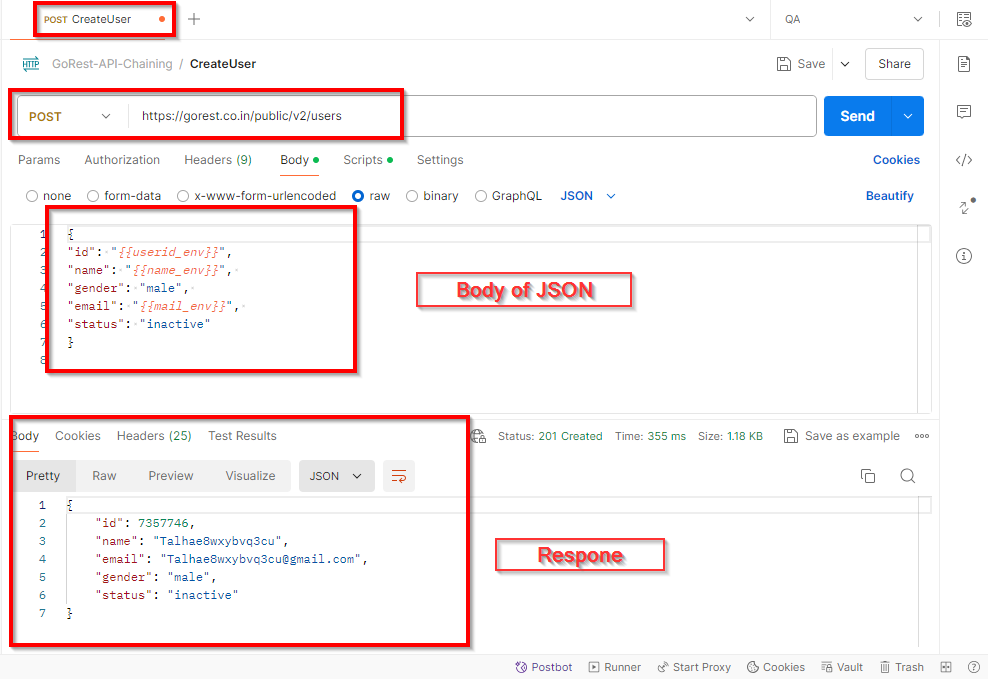 POST CreateUser
QA
HTTP GoRest-API-Chaining / CreateUser Save Share
POST https://gorest.co.in/public/v2/users Send
Params Authorization Headers (9) Body Scripts Settings Cookies
none form-data x-www-form-urlencoded raw binary GraphQL JSON Beautify
1 {
2 "id": "{{userid_env}}",
3 "name": "{{name_env}}",
4 "gender": "male",
5 "email": "{{mail_env}}",
6 "status": "inactive"
7 }
8
Body of JSON
Body Cookies Headers (25) Test Results Status: 201 Created Time: 355 ms Size: 1.18 KB Save as example
Pretty Raw Preview Visualize JSON
1 {
2 "id": 7357746,
3 "name": "Talhae8wxybvq3cu",
4 "email": "Talhae8wxybvq3cu@gmail.com",
5 "gender": "male",
6 "status": "inactive"
7 }
Respone
Postbot Runner Start Proxy Cookies Vault Trash